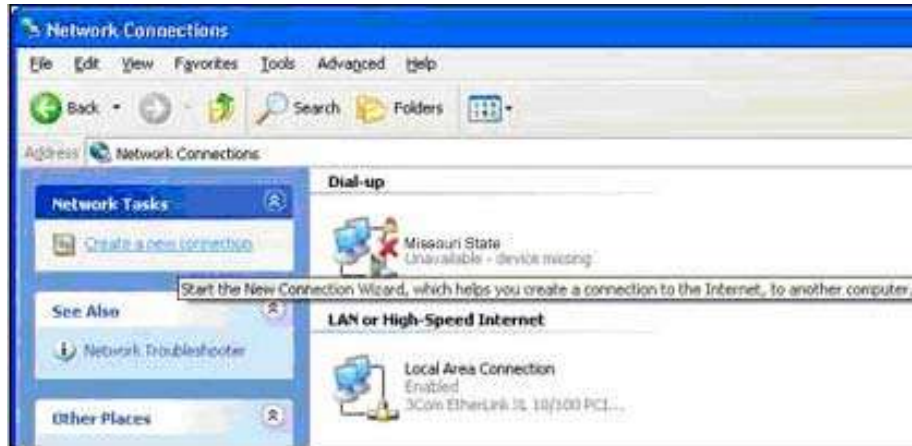 Network Connections
File Edit View Favorites Tools Advanced Help
Back Search Folders
Address Network Connections
Network Tasks
Create a new connection
See Also
Network Troubleshooter
Other Places
Dial-up
Missouri State
Unavailable - device missing
Start the New Connection Wizard, which helps you create a connection to the Internet, to another computer,
LAN or High-Speed Internet
Local Area Connection
Enabled
3Com EtherLink XL 10/100 PCI...